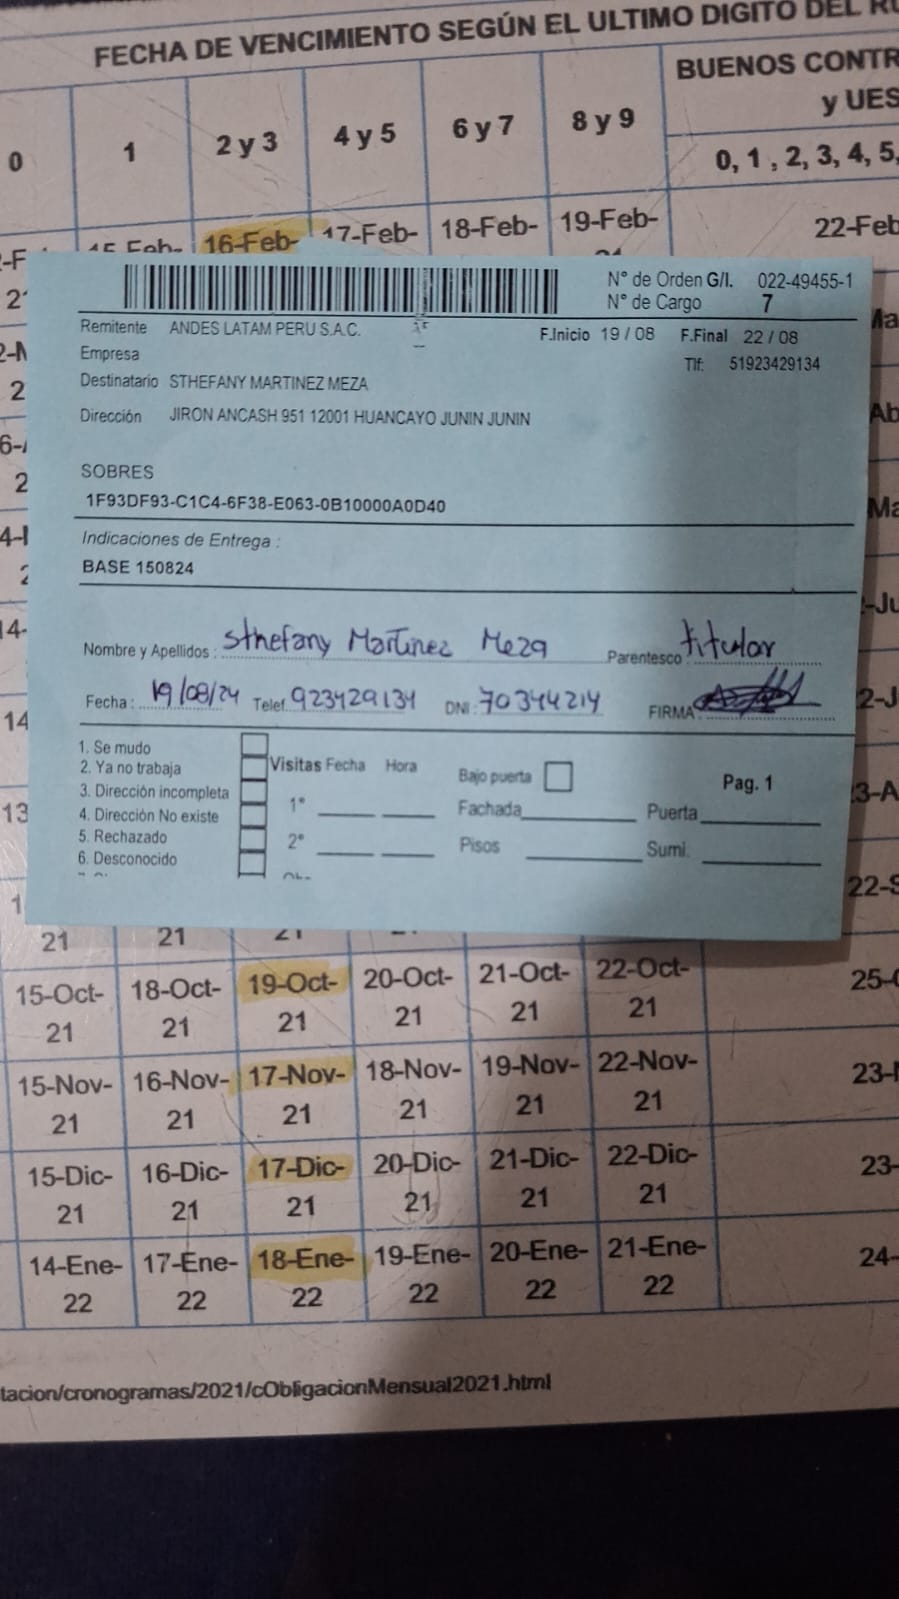 FECHA DE VENCIMIENTO SEGÚN EL ULTIMO DIGITO DEL
0 1 2 y 3 4 y 5 6 y 7 8 y 9 BUENOS CONTR
y UES
0, 1 , 2, 3, 4, 5,
15-Feb- 16-Feb- 17-Feb- 18-Feb- 19-Feb- 22-Feb
N° de Orden G/I. 022-49455-1
N° de Cargo 7
Remitente ANDES LATAM PERU S.A.C. F.Inicio 19 / 08 F.Final 22 / 08
Empresa Tlf: 51923429134
Destinatario STHEFANY MARTINEZ MEZA
Dirección JIRON ANCASH 951 12001 HUANCAYO JUNIN JUNIN
SOBRES
1F93DF93-C1C4-6F38-E063-0B10000A0D40
Indicaciones de Entrega :
BASE 150824
Nombre y Apellidos : Sthefany Martinez Meza Parentesco : titular
Fecha : 19/08/24 Telef. 923429134 DNI : 70344214 FIRMA :
1. Se mudo
2. Ya no trabaja Visitas Fecha Hora Bajo puerta Pag. 1
3. Dirección incompleta 1° Fachada Puerta
4. Dirección No existe
5. Rechazado 2° Pisos Sumi.
6. Desconocido
21 21 21
15-Oct- 18-Oct- 19-Oct- 20-Oct- 21-Oct- 22-Oct- 25-
21 21 21 21 21 21
15-Nov- 16-Nov- 17-Nov- 18-Nov- 19-Nov- 22-Nov- 23-
21 21 21 21 21 21
15-Dic- 16-Dic- 17-Dic- 20-Dic- 21-Dic- 22-Dic- 23-
21 21 21 21 21 21
14-Ene- 17-Ene- 18-Ene- 19-Ene- 20-Ene- 21-Ene- 24-
22 22 22 22 22 22
tacion/cronogramas/2021/cObligacionMensual2021.html